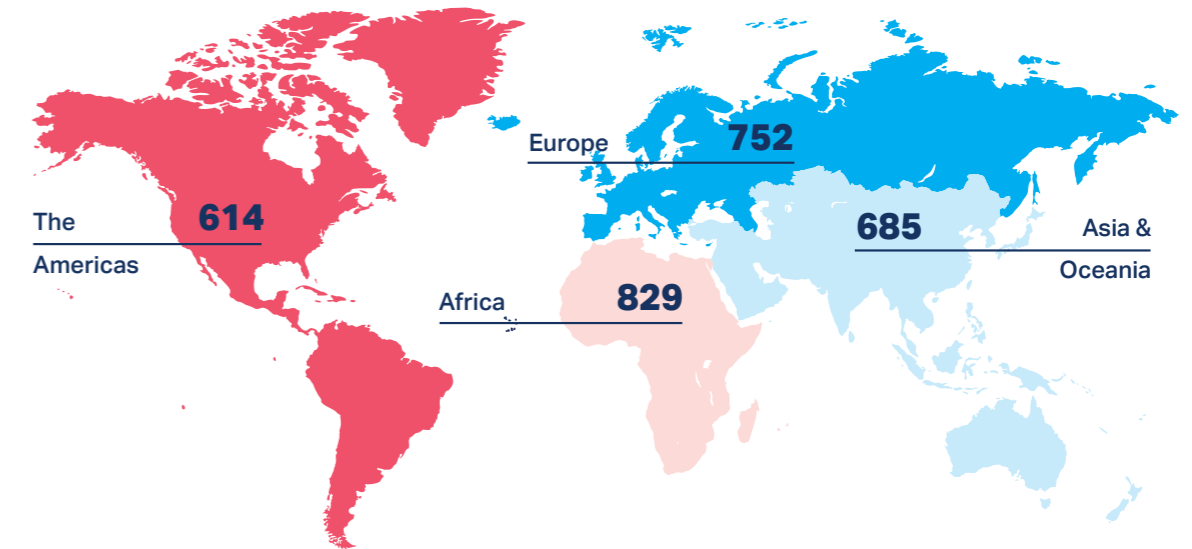 Europe 752
The 614
Americas
685 Asia &
Oceania
Africa 829